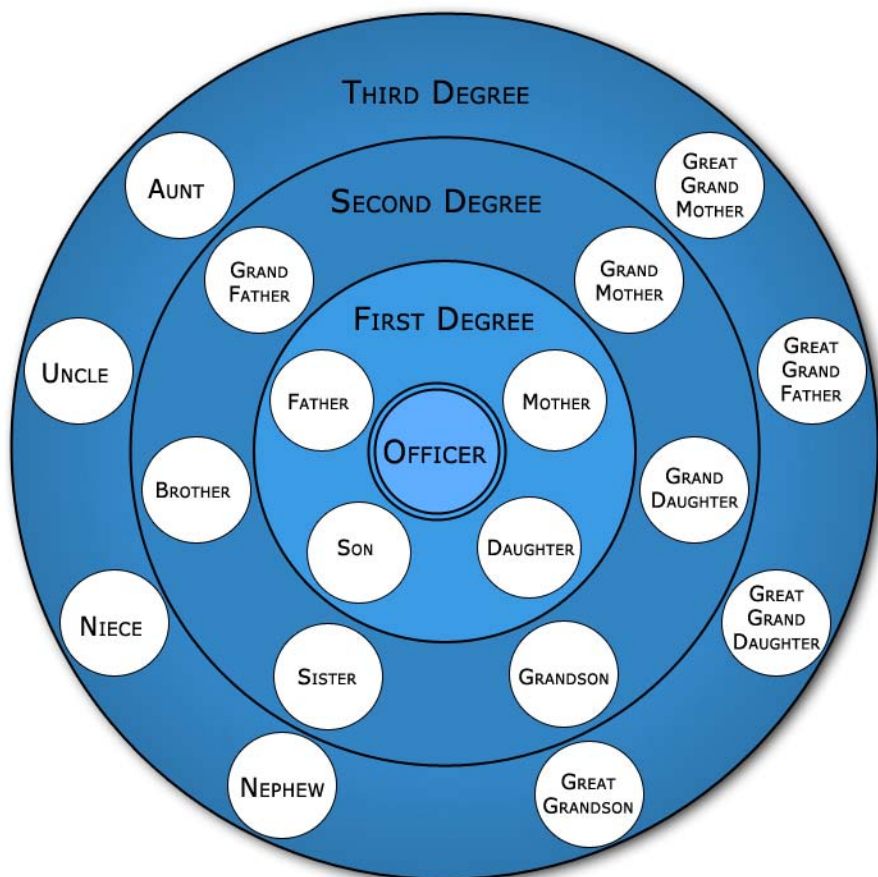 THIRD DEGREE
AUNT
GREAT
GRAND
MOTHER
SECOND DEGREE
GRAND
FATHER
GRAND
MOTHER
FIRST DEGREE
UNCLE
GREAT
GRAND
FATHER
FATHER
MOTHER
OFFICER
BROTHER
GRAND
DAUGHTER
SON
DAUGHTER
NIECE
GREAT
GRAND
DAUGHTER
SISTER
GRANDSON
NEPHEW
GREAT
GRANDSON